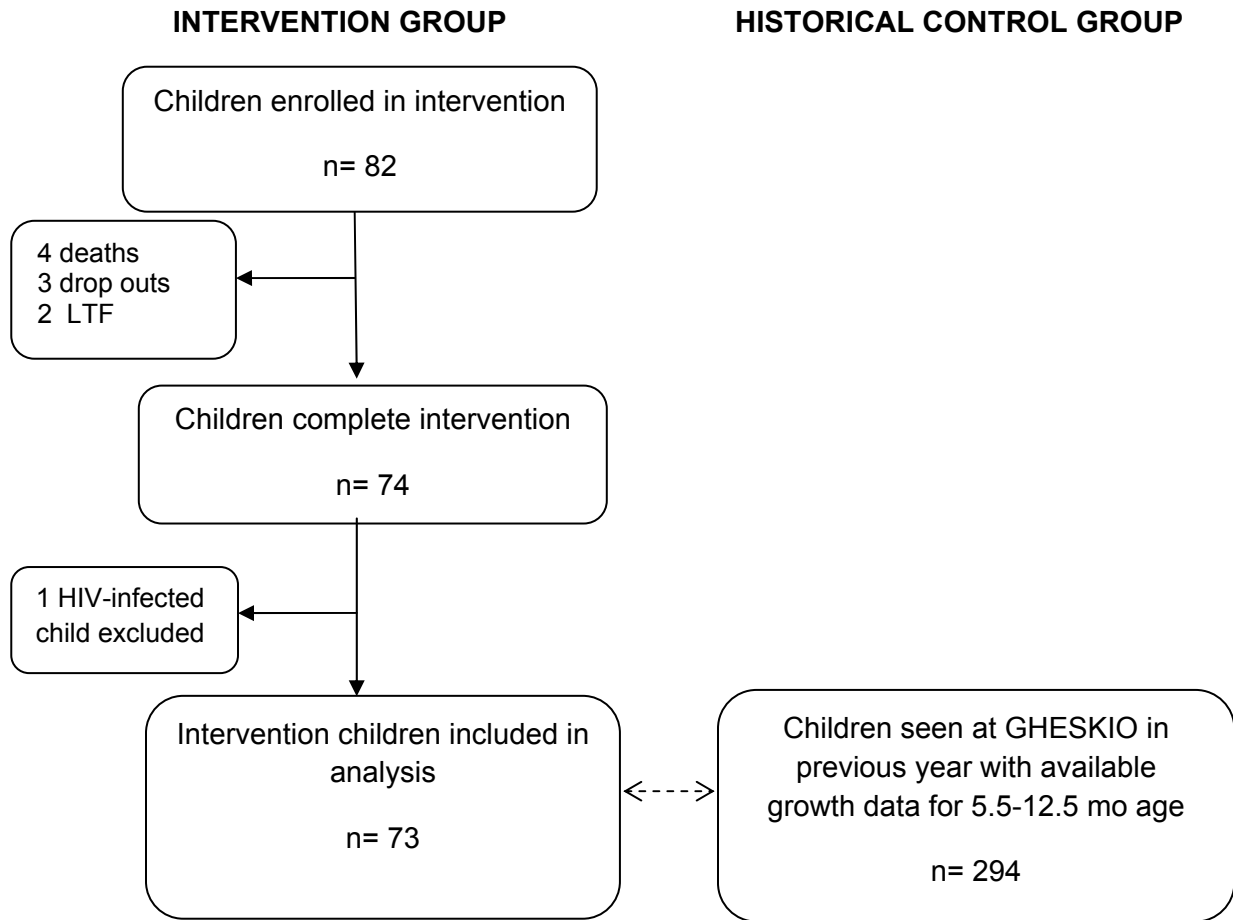 INTERVENTION GROUP
HISTORICAL CONTROL GROUP
Children enrolled in intervention
n= 82
4 deaths
3 drop outs
2 LTF
Children complete intervention
n= 74
1 HIV-infected
child excluded
Intervention children included in
analysis
n= 73
Children seen at GHESKIO in
previous year with available
growth data for 5.5-12.5 mo age
n= 294